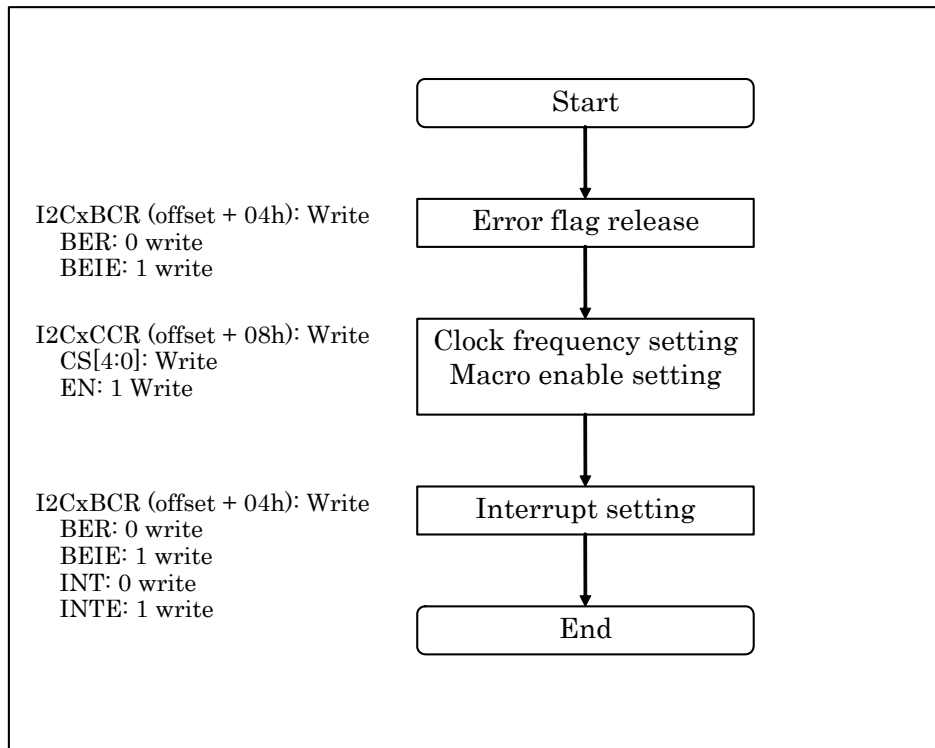 Start
I2CxBCR (offset + 04h): Write
BER: 0 write
BEIE: 1 write
Error flag release
I2CxCCR (offset + 08h): Write
CS[4:0]: Write
EN: 1 Write
Clock frequency setting
Macro enable setting
I2CxBCR (offset + 04h): Write
BER: 0 write
BEIE: 1 write
INT: 0 write
INTE: 1 write
Interrupt setting
End